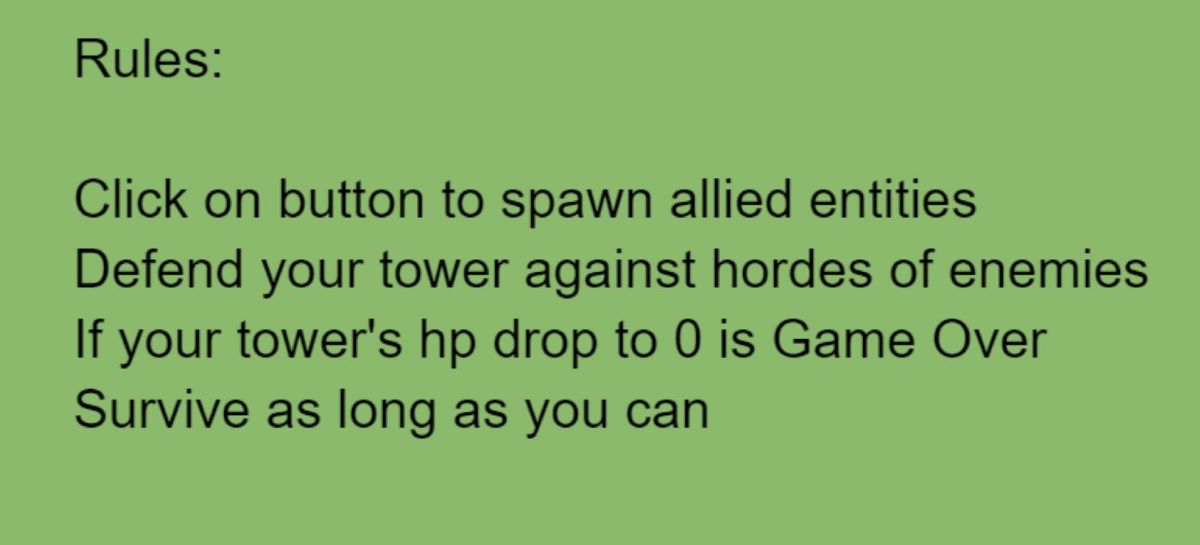 Rules:
Click on button to spawn allied entities
Defend your tower against hordes of enemies
If your tower's hp drop to 0 is Game Over
Survive as long as you can